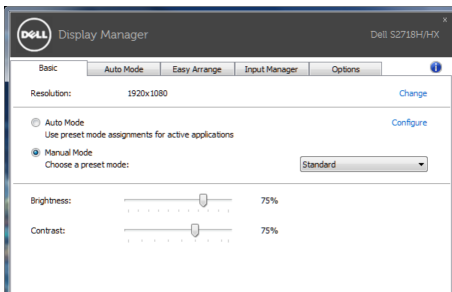 DELL Display Manager
Dell S2718H/HX
Basic Auto Mode Easy Arrange Input Manager Options
Resolution: 1920x1080 Change
Auto Mode Configure
Use preset mode assignments for active applications
Manual Mode
Choose a preset mode: Standard
Brightness: 75%
Contrast: 75%